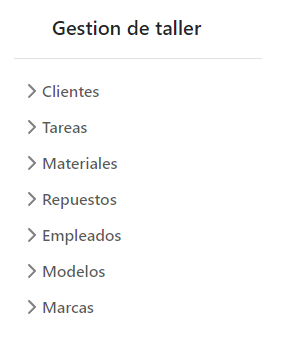 Gestion de taller
Clientes
Tareas
Materiales
Repuestos
Empleados
Modelos
Marcas